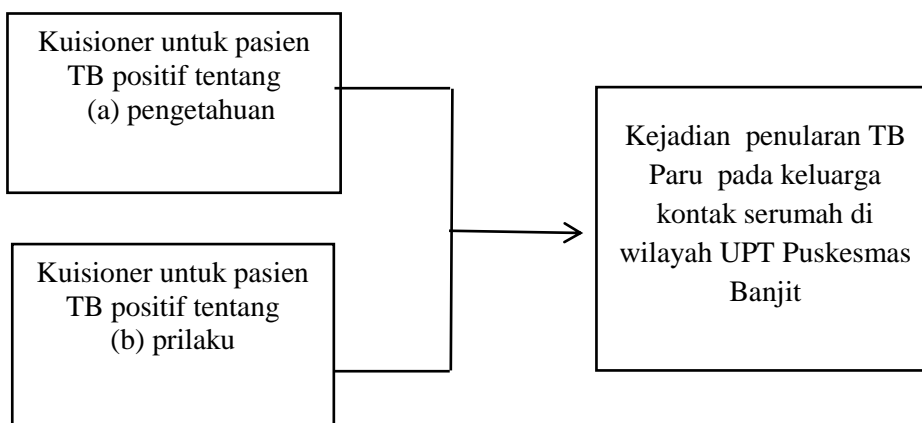 Kuisioner untuk pasien
TB positif tentang
(a) pengetahuan
Kuisioner untuk pasien
TB positif tentang
(b) prilaku
Kejadian penularan TB
Paru pada keluarga
kontak serumah di
wilayah UPT Puskesmas
Banjit